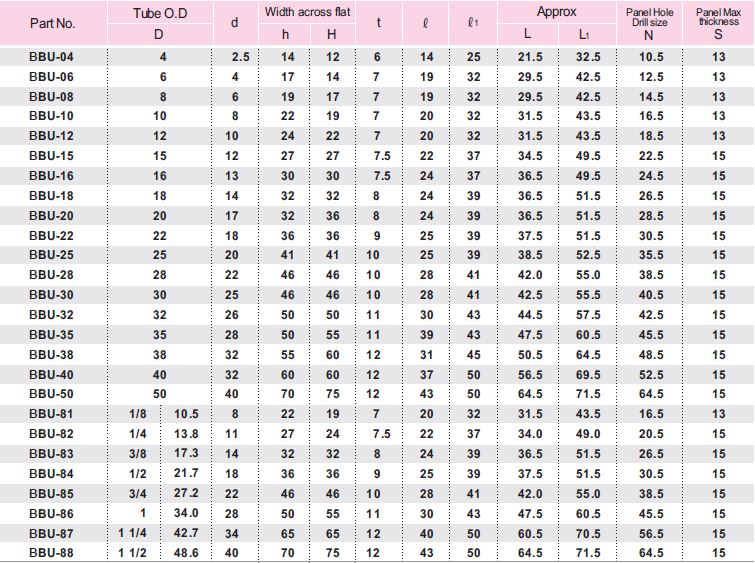 Part No. Tube O.D D d Width across flat h H t ℓ ℓ1 Approx L L1 Panel Hole Drill size N Panel Max thickness S
BBU-04 4 2.5 14 12 6 14 25 21.5 32.5 10.5 13
BBU-06 6 4 17 14 7 19 32 29.5 42.5 12.5 13
BBU-08 8 6 19 17 7 19 32 29.5 42.5 14.5 13
BBU-10 10 8 22 19 7 20 32 31.5 43.5 16.5 13
BBU-12 12 10 24 22 7 20 32 31.5 43.5 18.5 13
BBU-15 15 12 27 27 7.5 22 37 34.5 49.5 22.5 15
BBU-16 16 13 30 30 7.5 24 37 36.5 49.5 24.5 15
BBU-18 18 14 32 32 8 24 39 36.5 51.5 26.5 15
BBU-20 20 17 32 36 8 24 39 36.5 51.5 28.5 15
BBU-22 22 18 36 36 9 25 39 37.5 51.5 30.5 15
BBU-25 25 20 41 41 10 25 39 38.5 52.5 35.5 15
BBU-28 28 22 46 46 10 28 41 42.0 55.0 38.5 15
BBU-30 30 25 46 46 10 28 41 42.5 55.5 40.5 15
BBU-32 32 26 50 50 11 30 43 44.5 57.5 42.5 15
BBU-35 35 28 50 55 11 39 43 47.5 60.5 45.5 15
BBU-38 38 32 55 60 12 31 45 50.5 64.5 48.5 15
BBU-40 40 32 60 60 12 37 50 56.5 69.5 52.5 15
BBU-50 50 40 70 75 12 43 50 64.5 71.5 64.5 15
BBU-81 1/8 10.5 8 22 19 7 20 32 31.5 43.5 16.5 13
BBU-82 1/4 13.8 11 27 24 7.5 22 37 34.0 49.0 20.5 15
BBU-83 3/8 17.3 14 32 32 8 24 39 36.5 51.5 26.5 15
BBU-84 1/2 21.7 18 36 36 9 25 39 37.5 51.5 30.5 15
BBU-85 3/4 27.2 22 46 46 10 28 41 42.0 55.0 38.5 15
BBU-86 1 34.0 28 50 55 11 30 43 47.5 60.5 45.5 15
BBU-87 1 1/4 42.7 34 65 65 12 40 50 60.5 70.5 56.5 15
BBU-88 1 1/2 48.6 40 70 75 12 43 50 64.5 71.5 64.5 15